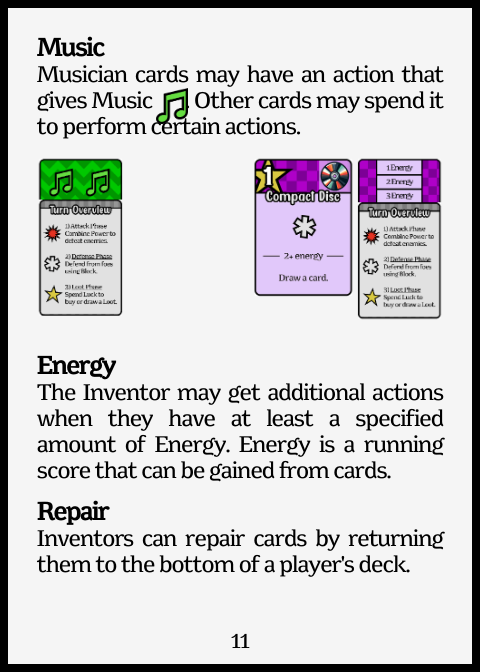 Music
Musician cards may have an action that
gives Music . Other cards may spend it
to perform certain actions.
Turn Overview
1) Attack Phase
Combine Power to
defeat enemies.
2) Defense Phase
Defend from foes
using Block.
3) Loot Phase
Spend Luck to
buy or draw a Loot.
1
Compact Disc
2+ energy
Draw a card.
1 Energy
2 Energy
3 Energy
Turn Overview
1) Attack Phase
Combine Power to
defeat enemies.
2) Defense Phase
Defend from foes
using Block.
3) Loot Phase
Spend Luck to
buy or draw a Loot.
Energy
The Inventor may get additional actions
when they have at least a specified
amount of Energy. Energy is a running
score that can be gained from cards.
Repair
Inventors can repair cards by returning
them to the bottom of a player's deck.
11